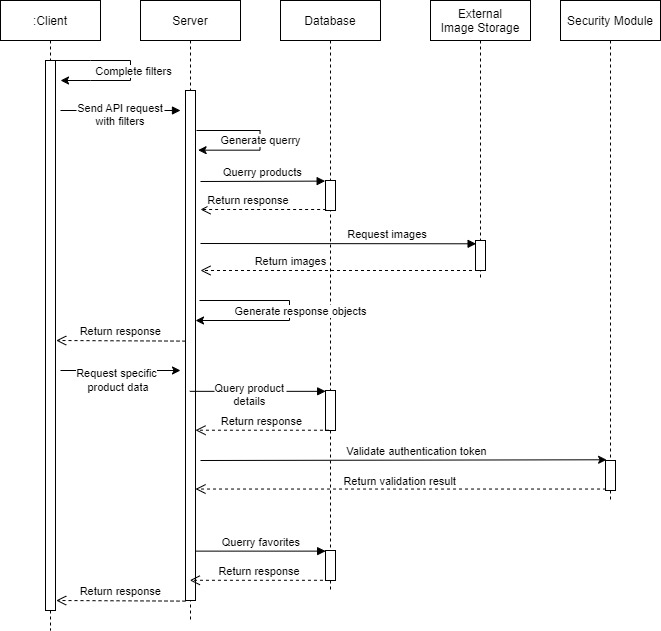 :Client
Server
Database
External
Image Storage
Security Module
Complete filters
Send API request
with filters
Generate querry
Querry products
Return response
Request images
Return images
Generate response objects
Return response
Request specific
product data
Query product
details
Return response
Validate authentication token
Return validation result
Querry favorites
Return response
Return response